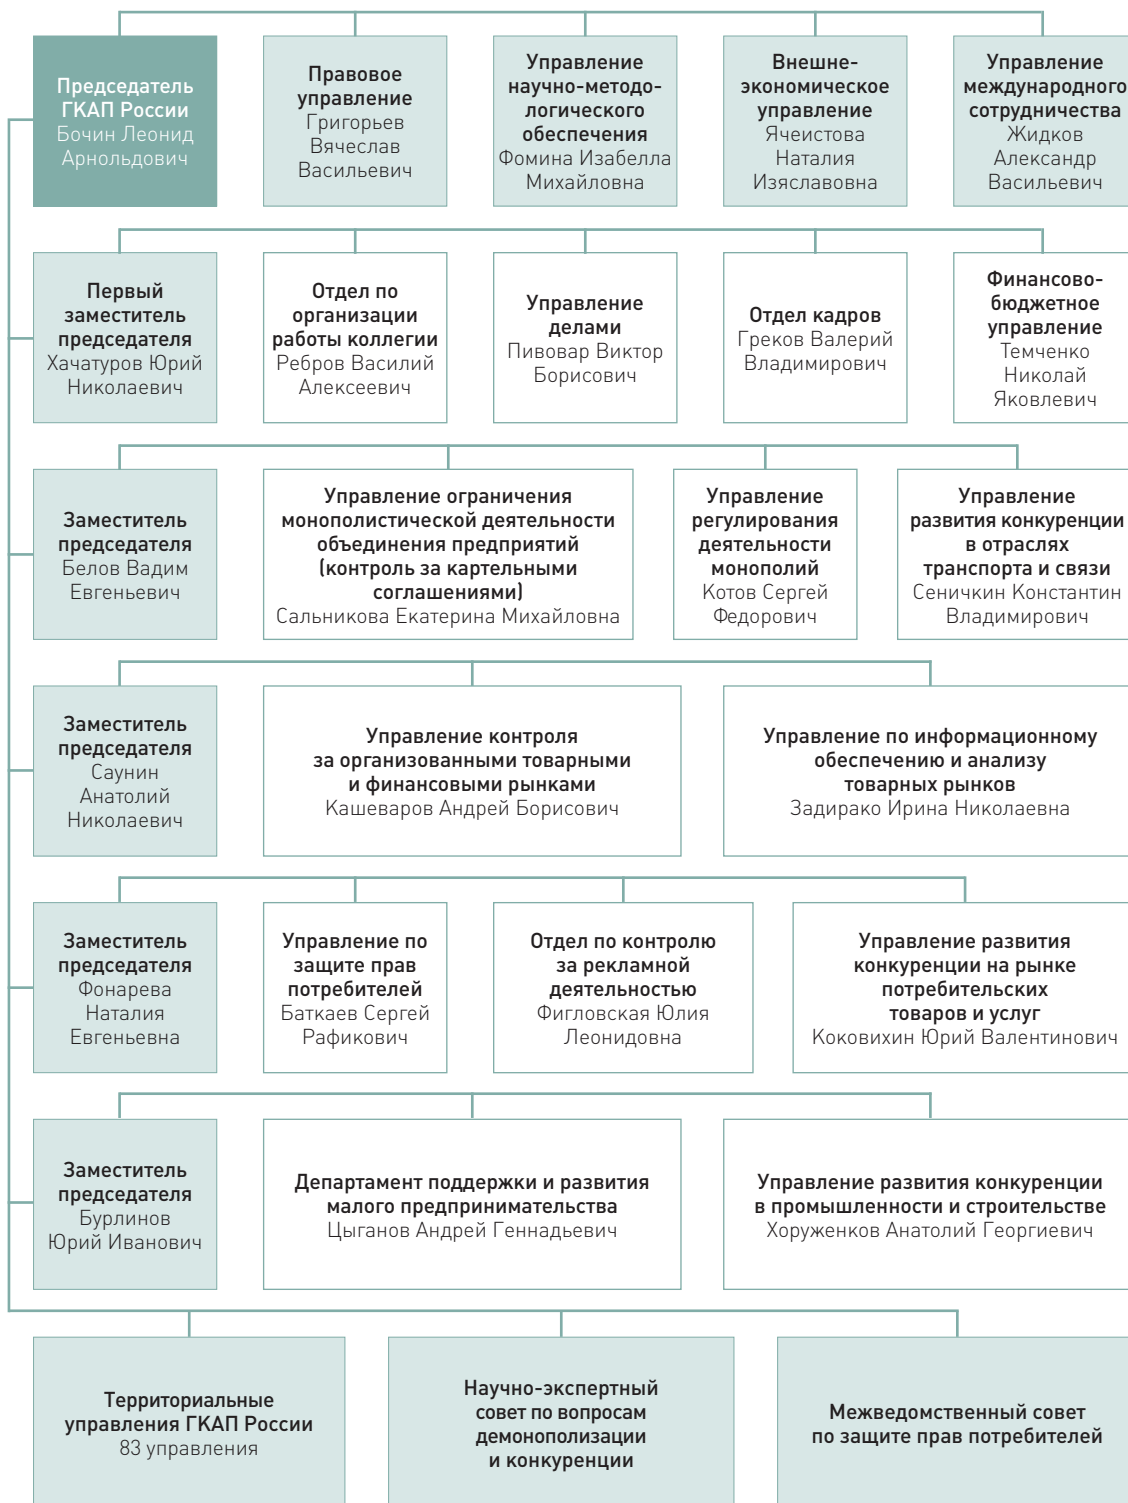 Председатель
ГКАП России
Бочин Леонид
Арнольдович
Правовое
управление
Григорьев
Вячеслав
Васильевич
Управление
научно-методо-
логического
обеспечения
Фомина Изабелла
Михайловна
Внешне-
экономическое
управление
Ячеистова
Наталия
Изяславовна
Управление
международного
сотрудничества
Жидков
Александр
Васильевич
Первый
заместитель
председателя
Хачатуров Юрий
Николаевич
Отдел по
организации
работы коллегии
Ребров Василий
Алексеевич
Управление
делами
Пивовар Виктор
Борисович
Отдел кадров
Греков Валерий
Владимирович
Финансово-
бюджетное
управление
Темченко
Николай
Яковлевич
Заместитель
председателя
Белов Вадим
Евгеньевич
Управление ограничения
монополистической деятельности
объединения предприятий
(контроль за картельными
соглашениями)
Сальникова Екатерина Михайловна
Управление
регулирования
деятельности
монополий
Котов Сергей
Федорович
Управление
развития конкуренции
в отраслях
транспорта и связи
Сеничкин Константин
Владимирович
Заместитель
председателя
Саунин
Анатолий
Николаевич
Управление контроля
за организованными товарными
и финансовыми рынками
Кашеваров Андрей Борисович
Управление по информационному
обеспечению и анализу
товарных рынков
Задирако Ирина Николаевна
Заместитель
председателя
Фонарева
Наталия
Евгеньевна
Управление по
защите прав
потребителей
Баткаев Сергей
Рафикович
Отдел по контролю
за рекламной
деятельностью
Фигловская Юлия
Леонидовна
Управление развития
конкуренции на рынке
потребительских
товаров и услуг
Коковихин Юрий Валентинович
Заместитель
председателя
Бурлинов
Юрий Иванович
Департамент поддержки и развития
малого предпринимательства
Цыганов Андрей Геннадьевич
Управление развития конкуренции
в промышленности и строительстве
Хоруженков Анатолий Георгиевич
Территориальные
управления ГКАП России
83 управления
Научно-экспертный
совет по вопросам
демонополизации
и конкуренции
Межведомственный совет
по защите прав потребителей